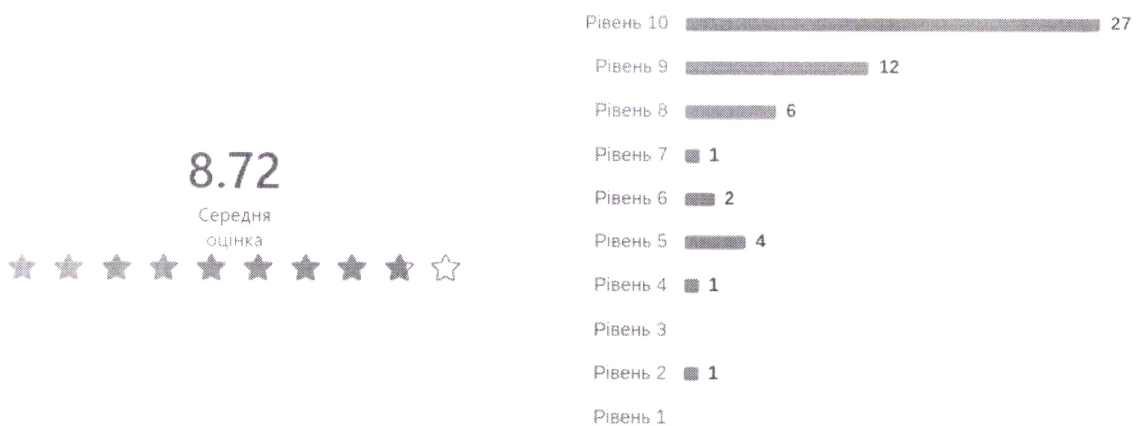 8.72
Середня
оцінка
Рівень 10 27
Рівень 9 12
Рівень 8 6
Рівень 7 1
Рівень 6 2
Рівень 5 4
Рівень 4 1
Рівень 3
Рівень 2 1
Рівень 1